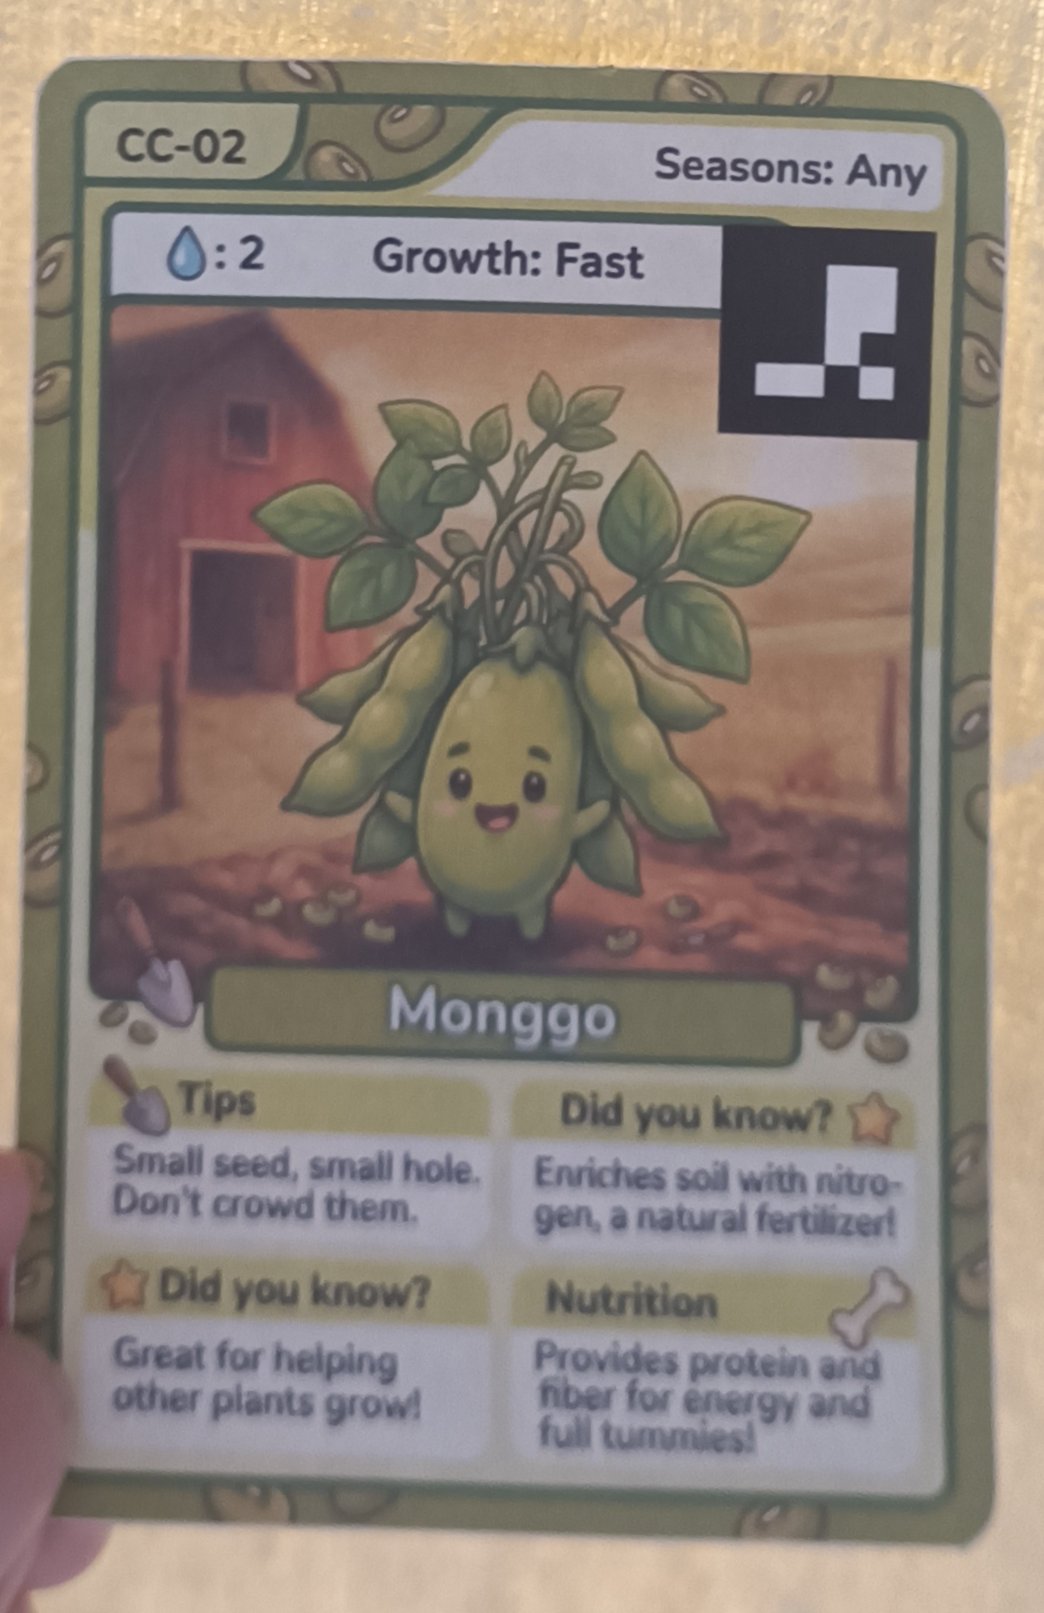 CC-02
Seasons: Any
: 2
Growth: Fast
Monggo
Tips
Small seed, small hole.
Don't crowd them.
Did you know?
Enriches soil with nitro-
gen, a natural fertilizer!
Did you know?
Great for helping
other plants grow!
Nutrition
Provides protein and
fiber for energy and
full tummies!